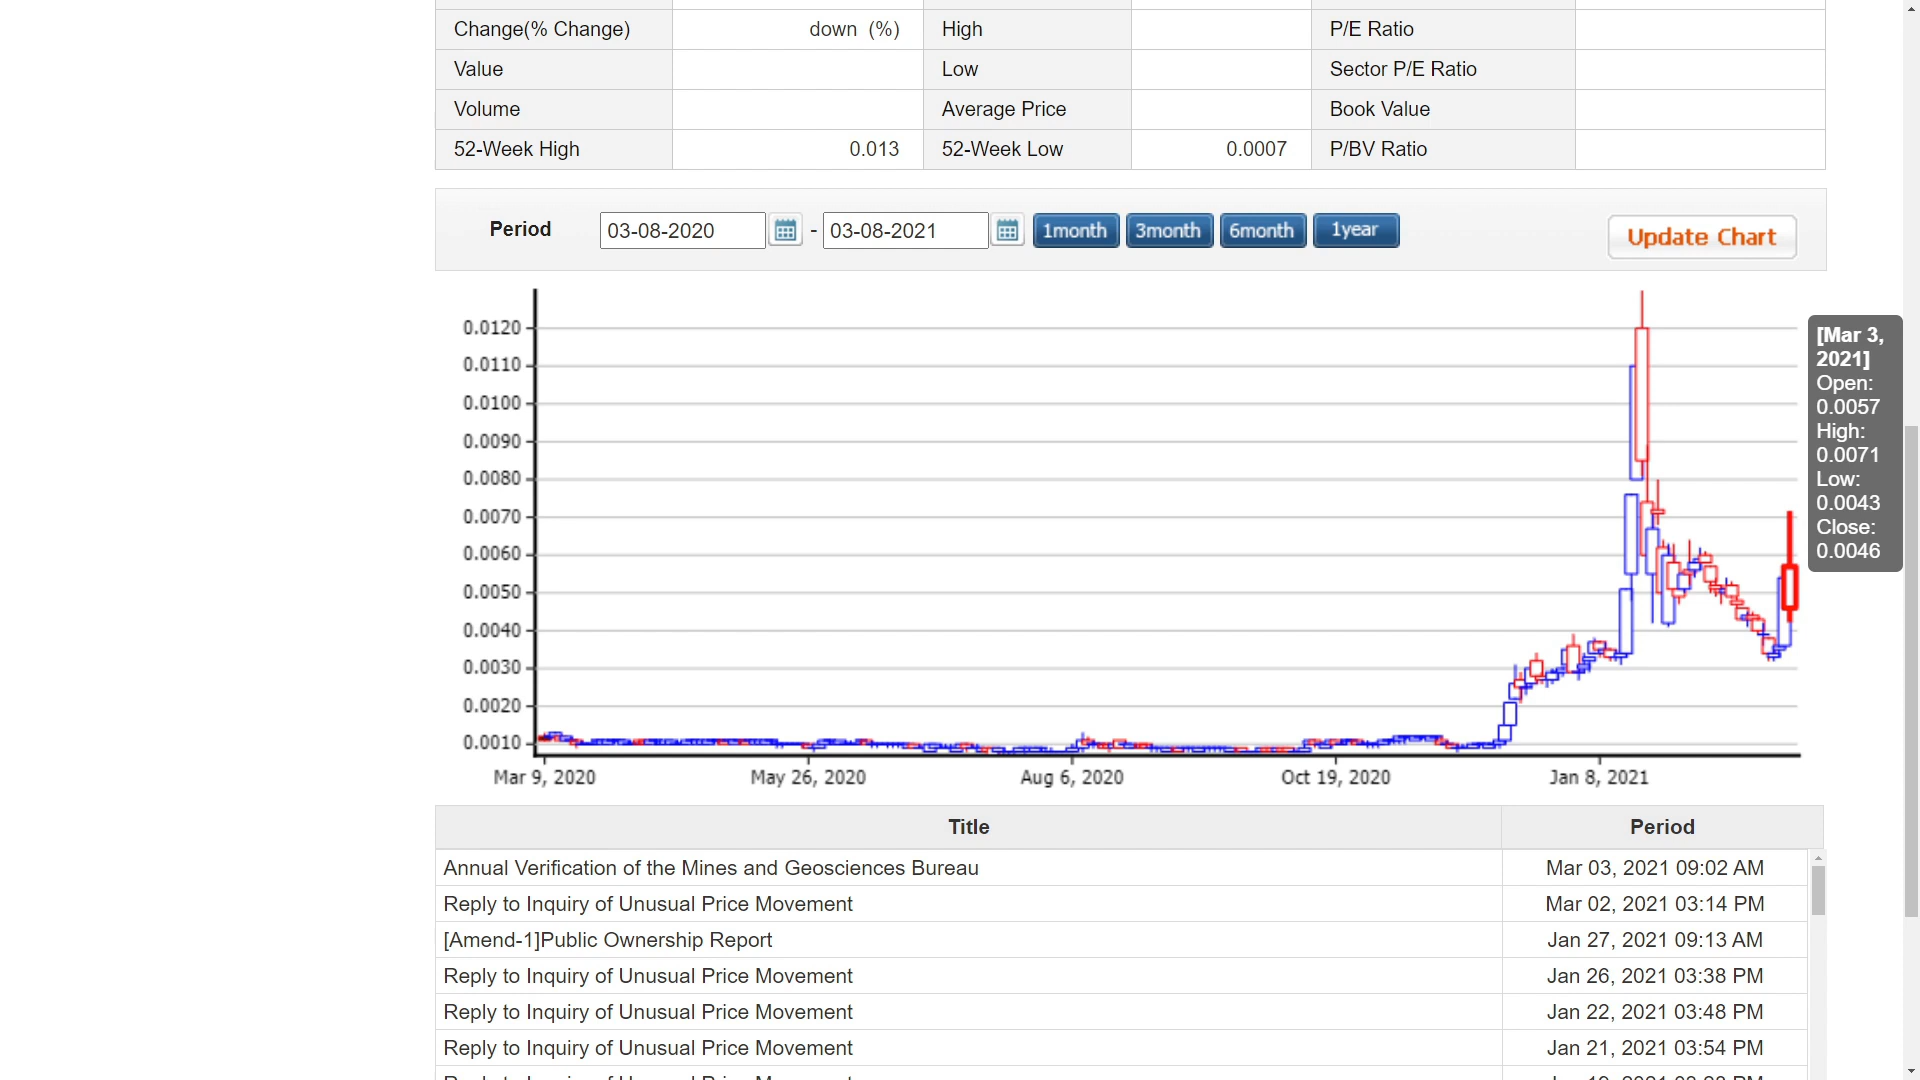 Change(% Change) down (%) High P/E Ratio
Value Low Sector P/E Ratio
Volume Average Price Book Value
52-Week High 0.013 52-Week Low 0.0007 P/BV Ratio
Period 03-08-2020 - 03-08-2021 1month 3month 6month 1year Update Chart
0.0120
0.0110
0.0100
0.0090
0.0080
0.0070
0.0060
0.0050
0.0040
0.0030
0.0020
0.0010
Mar 9, 2020 May 26, 2020 Aug 6, 2020 Oct 19, 2020 Jan 8, 2021
[Mar 3,
2021]
Open:
0.0057
High:
0.0071
Low:
0.0043
Close:
0.0046
Title Period
Annual Verification of the Mines and Geosciences Bureau Mar 03, 2021 09:02 AM
Reply to Inquiry of Unusual Price Movement Mar 02, 2021 03:14 PM
[Amend-1]Public Ownership Report Jan 27, 2021 09:13 AM
Reply to Inquiry of Unusual Price Movement Jan 26, 2021 03:38 PM
Reply to Inquiry of Unusual Price Movement Jan 22, 2021 03:48 PM
Reply to Inquiry of Unusual Price Movement Jan 21, 2021 03:54 PM